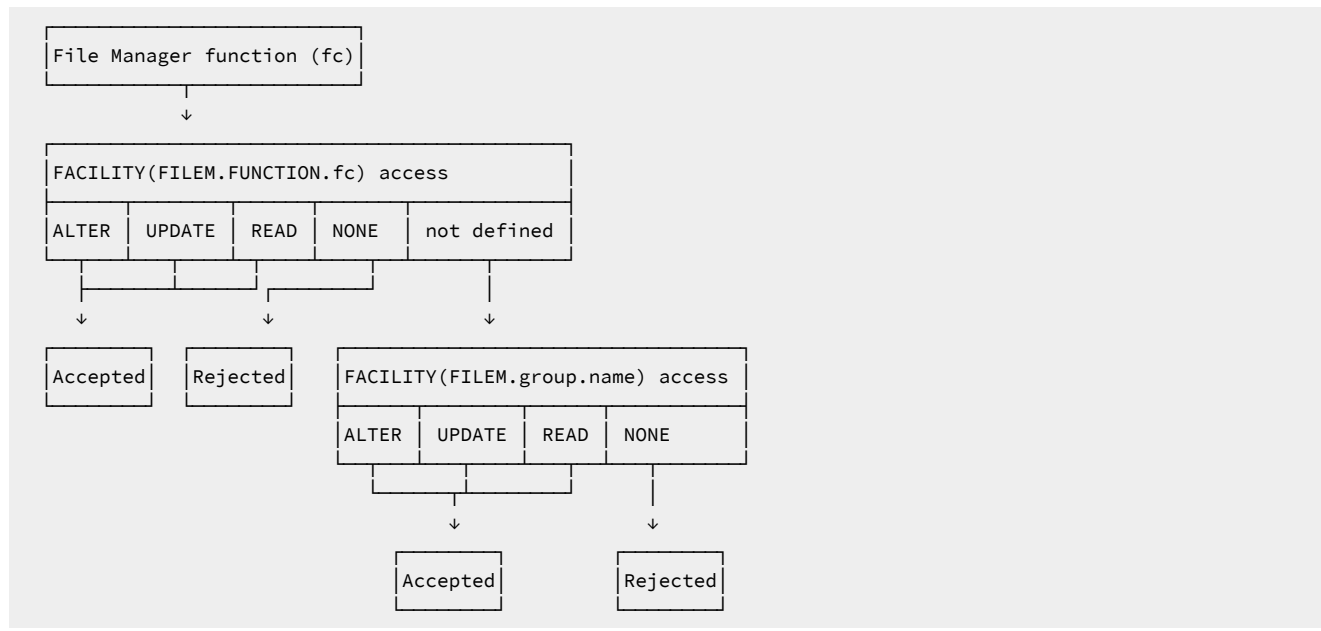 File Manager function (fc)
FACILITY(FILEM.FUNCTION.fc) access
ALTER UPDATE READ NONE not defined
Accepted Rejected FACILITY(FILEM.group.name) access
ALTER UPDATE READ NONE
Accepted Rejected